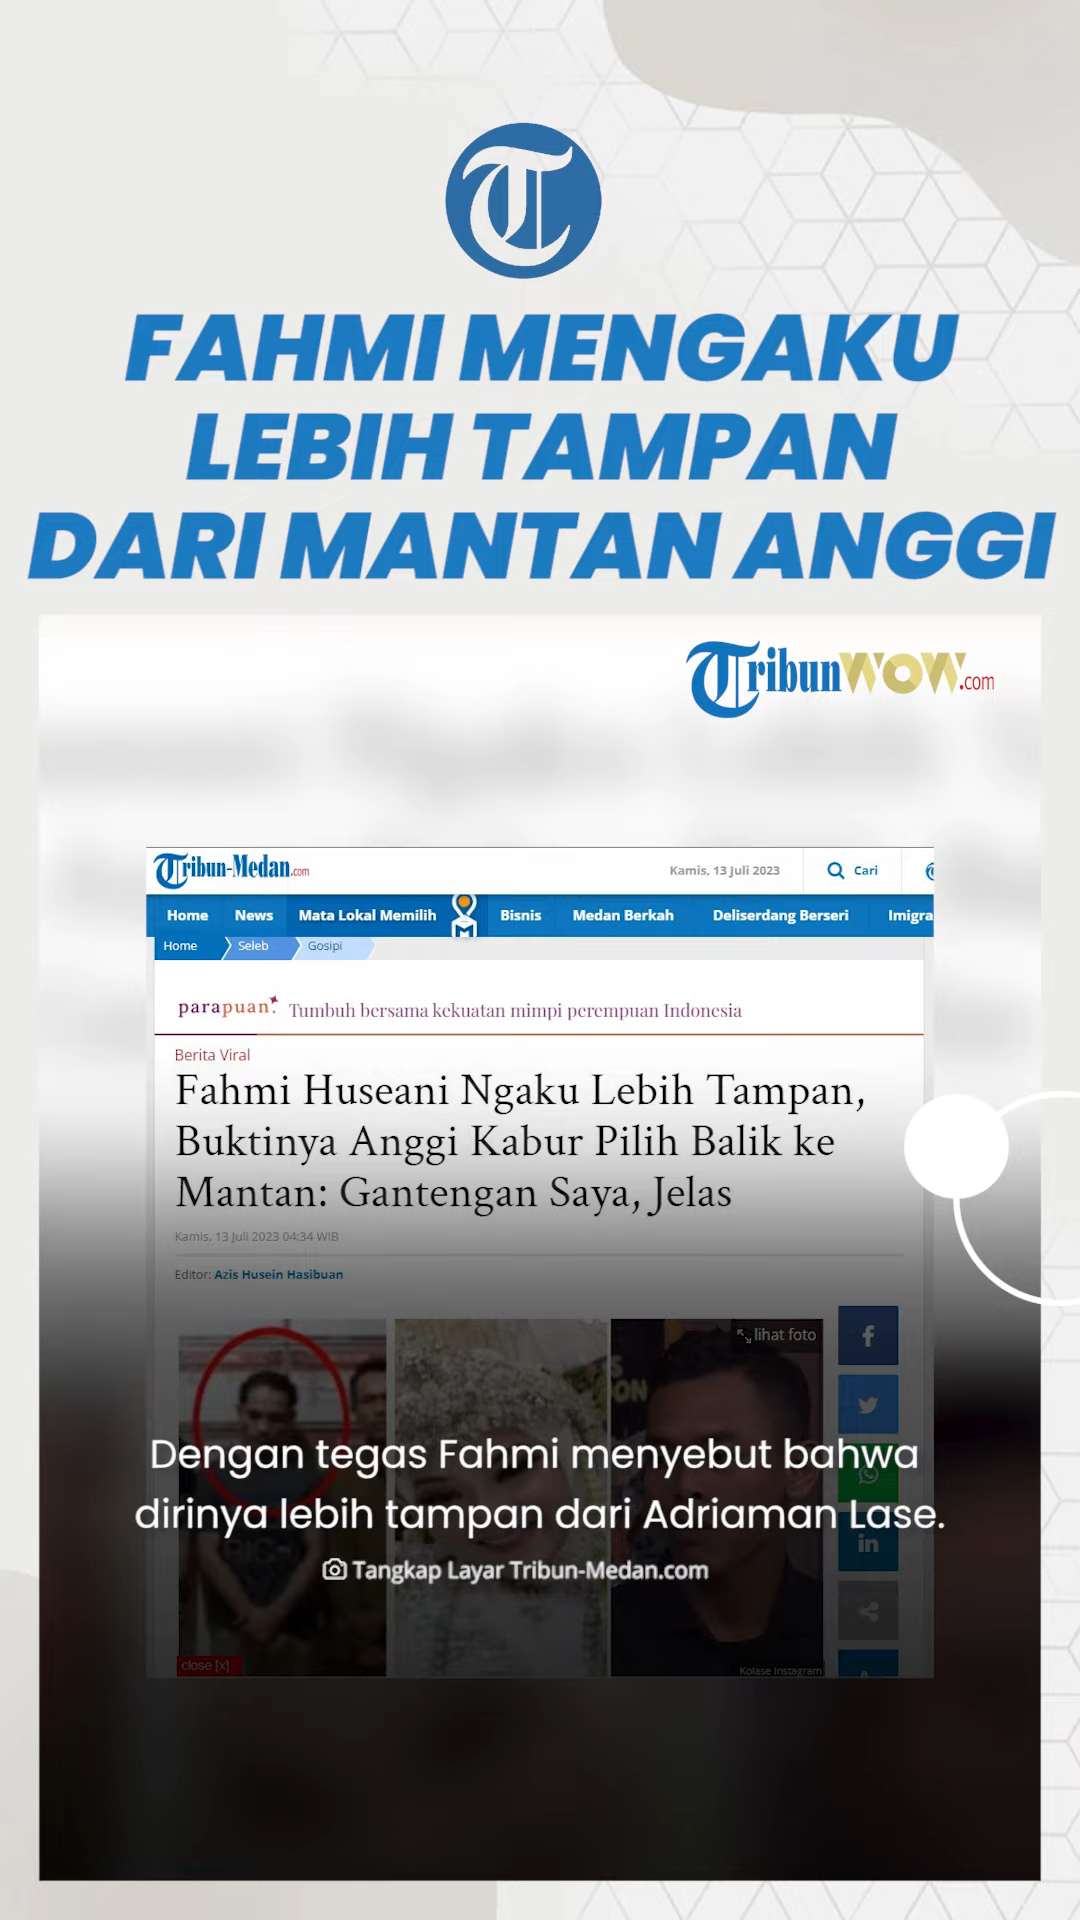 FAHMI MENGAKU
LEBIH TAMPAN
DARI MANTAN ANGGI
TribunWOW.com
Tribun-Medan.com
Kamis, 13 Juli 2023
Cari
Home News Mata Lokal Memilih Bisnis Medan Berkah Deliserdang Berseri Imigra
Home Seleb Gosipi
parapuan. Tumbuh bersama kekuatan mimpi perempuan Indonesia
Berita Viral
Fahmi Huseani Ngaku Lebih Tampan,
Buktinya Anggi Kabur Pilih Balik ke
Mantan: Gantengan Saya, Jelas
Kamis, 13 Juli 2023 04:34 WIB
Editor: Azis Husein Hasibuan
lihat foto
Dengan tegas Fahmi menyebut bahwa
dirinya lebih tampan dari Adriaman Lase.
Tangkap Layar Tribun-Medan.com
close [x]
Kolase Instagram